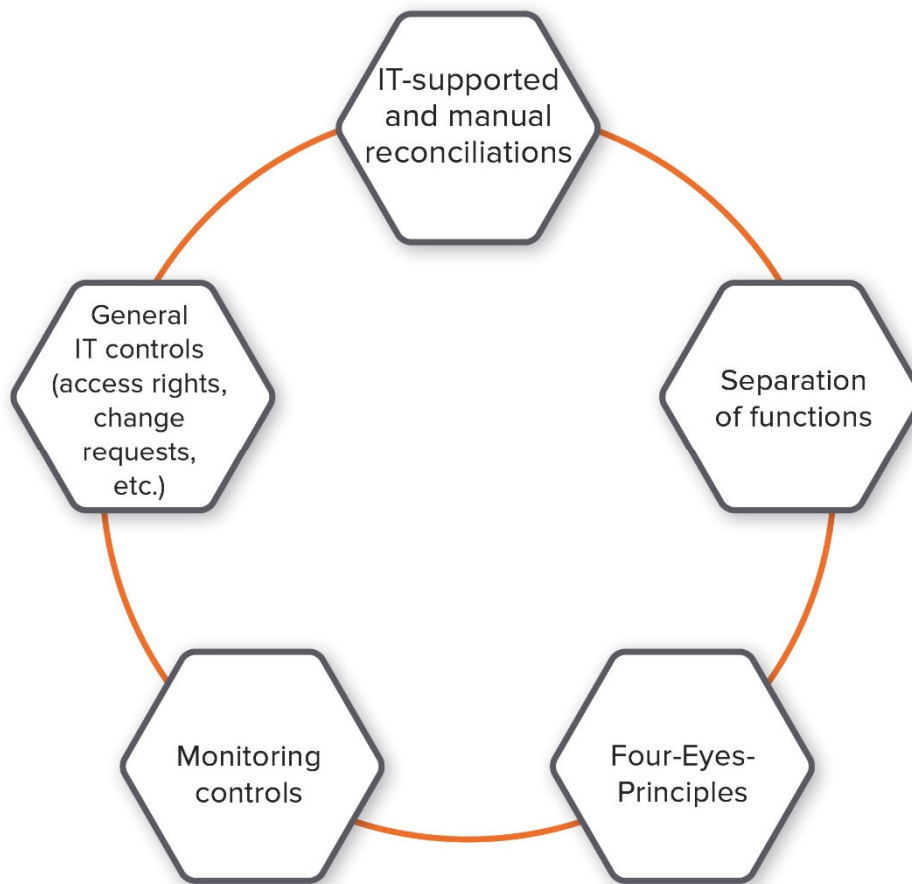 IT-supported
and manual
reconciliations
Separation
of functions
Four-Eyes-
Principles
Monitoring
controls
General
IT controls
(access rights,
change
requests,
etc.)